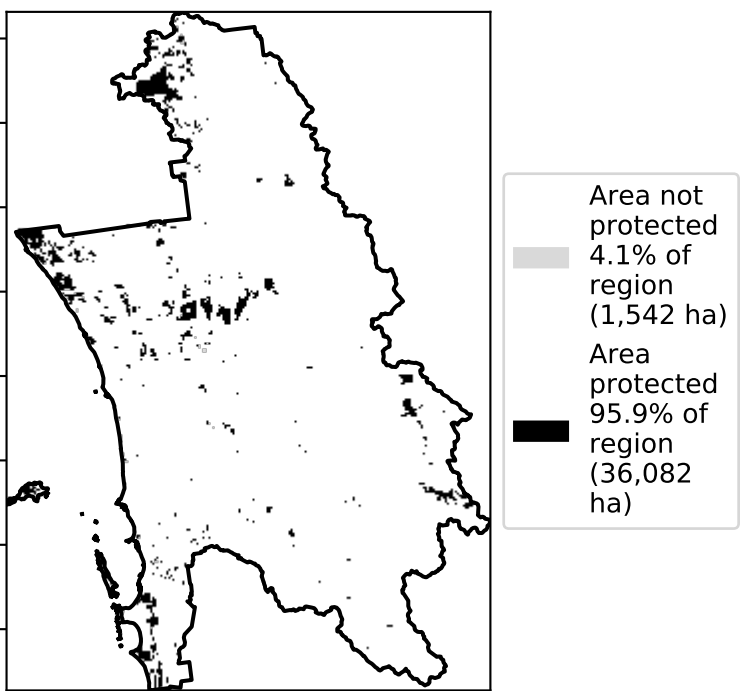 Area not
protected
4.1% of
region
(1,542 ha)
Area
protected
95.9% of
region
(36,082
ha)